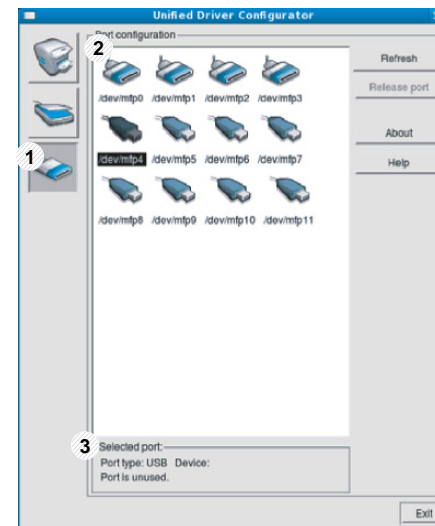 Unified Driver Configurator
Port configuration
2
/dev/mfp0 /dev/mfp1 /dev/mfp2 /dev/mfp3
/dev/mfp4 /dev/mfp5 /dev/mfp6 /dev/mfp7
/dev/mfp8 /dev/mfp9 /dev/mfp10 /dev/mfp11
Refresh
Release port
About
Help
1
3
Selected port:
Port type: USB Device:
Port is unused.
Exit